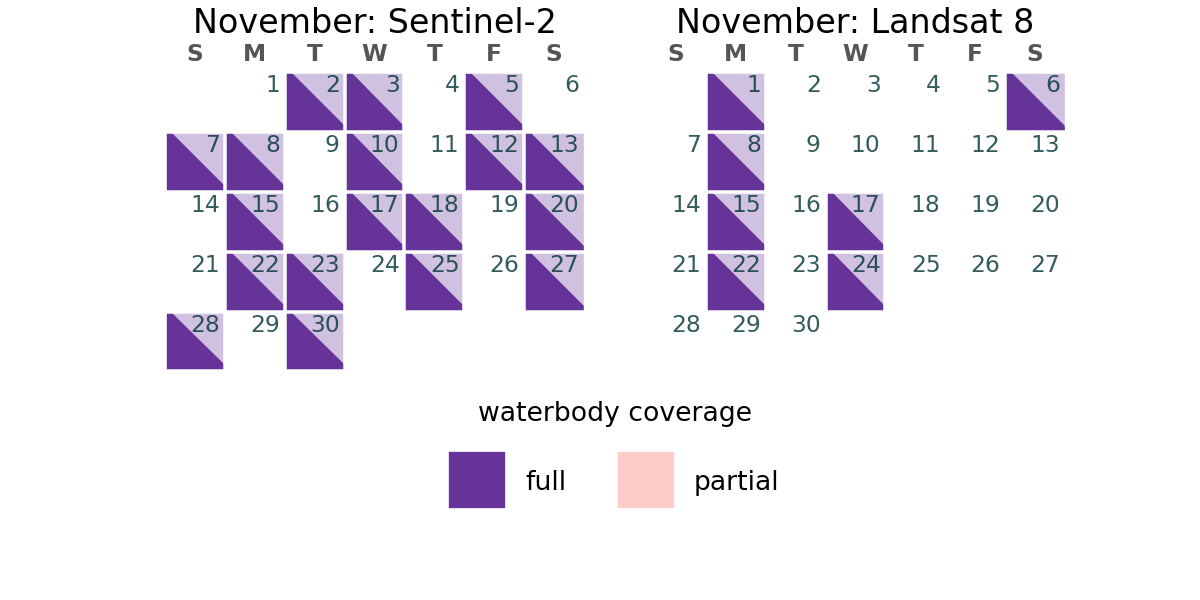 November: Sentinel-2
S M T W T F S
1 2 3 4 5 6
7 8 9 10 11 12 13
14 15 16 17 18 19 20
21 22 23 24 25 26 27
28 29 30
November: Landsat 8
S M T W T F S
1 2 3 4 5 6
7 8 9 10 11 12 13
14 15 16 17 18 19 20
21 22 23 24 25 26 27
28 29 30
waterbody coverage
full partial